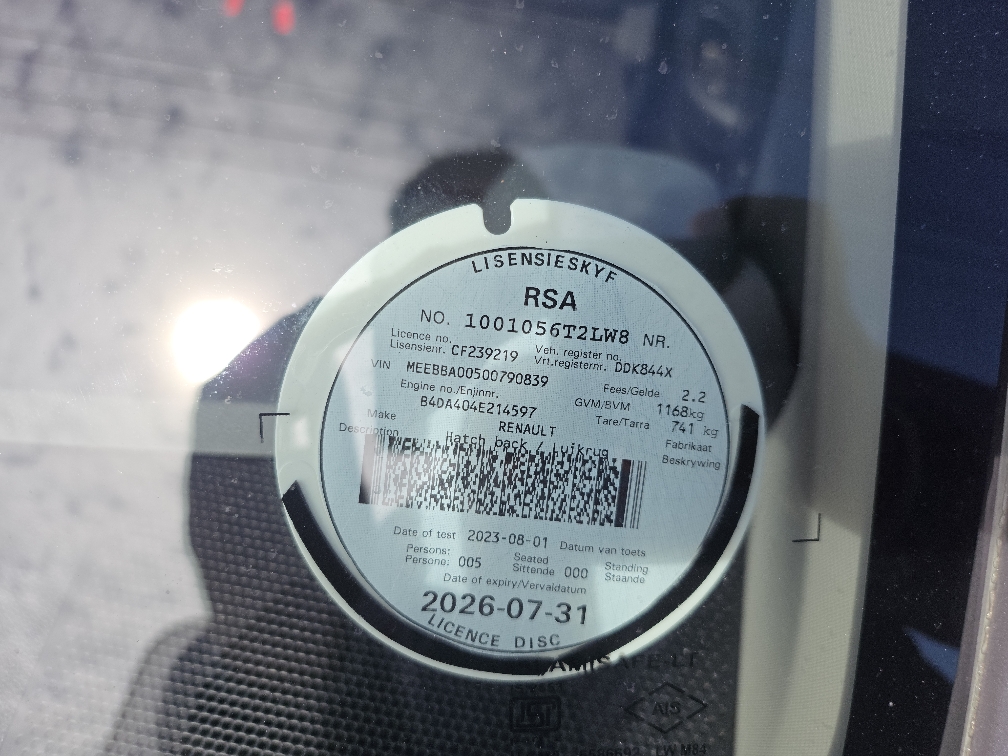 LISENSIESKYF
RSA
NO. 1001056T2LW8 NR.
Licence no. Veh. register no.
Lisensienr. CF239219 Vrt.registernr. DDK844X
VIN MEEBBA00500790839 Fees/Gelde 2.2
Engine no./Enjinnr. GVM/BVM 1168kg
B4DA404E214597 Tare/Tarra 741 kg
Make RENAULT Fabrikaat
Description Hatch back / Luikrug Beskrywing
Date of test 2023-08-01 Datum van toets
Persons: Seated Standing
Persone: 005 Sittende 000 Staande
Date of expiry/Vervaldatum
2026-07-31
LICENCE DISC
AIS